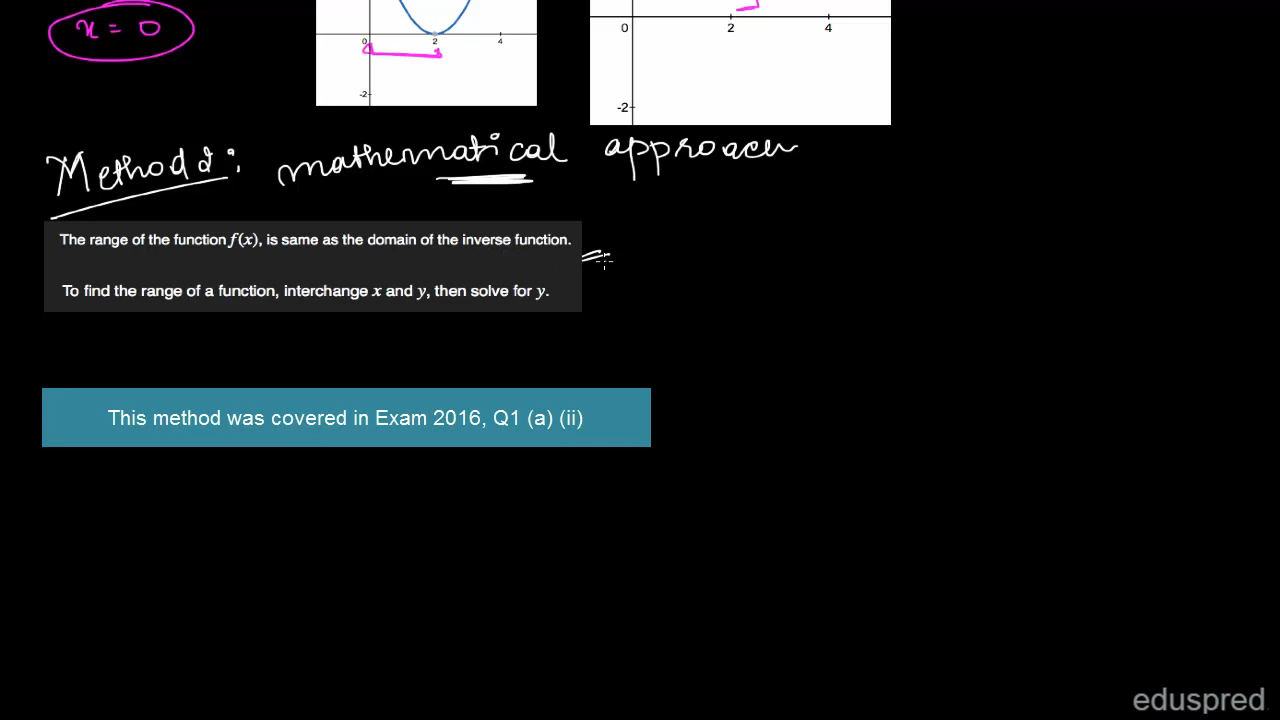 x = 0
0 2 4
-2
0 2 4
-2
Method 2: mathematical approach
The range of the function f(x), is same as the domain of the inverse function.
To find the range of a function, interchange x and y, then solve for y.
This method was covered in Exam 2016, Q1 (a) (ii)
eduspred